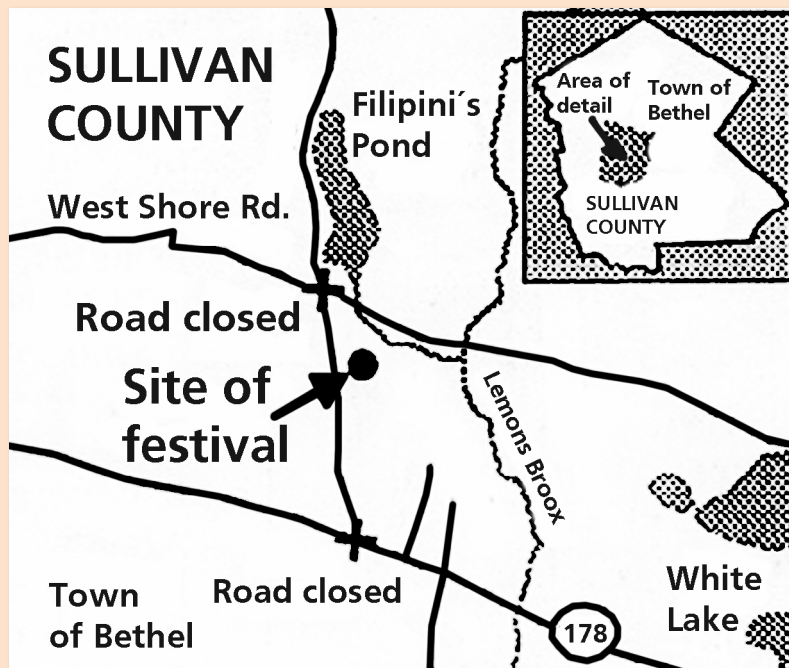 SULLIVAN
COUNTY
Filipini´s
Pond
Area of
detail
Town of
Bethel
SULLIVAN
COUNTY
West Shore Rd.
Road closed
Site of
festival
Lemons Broox
Town
of Bethel
Road closed
White
Lake
178